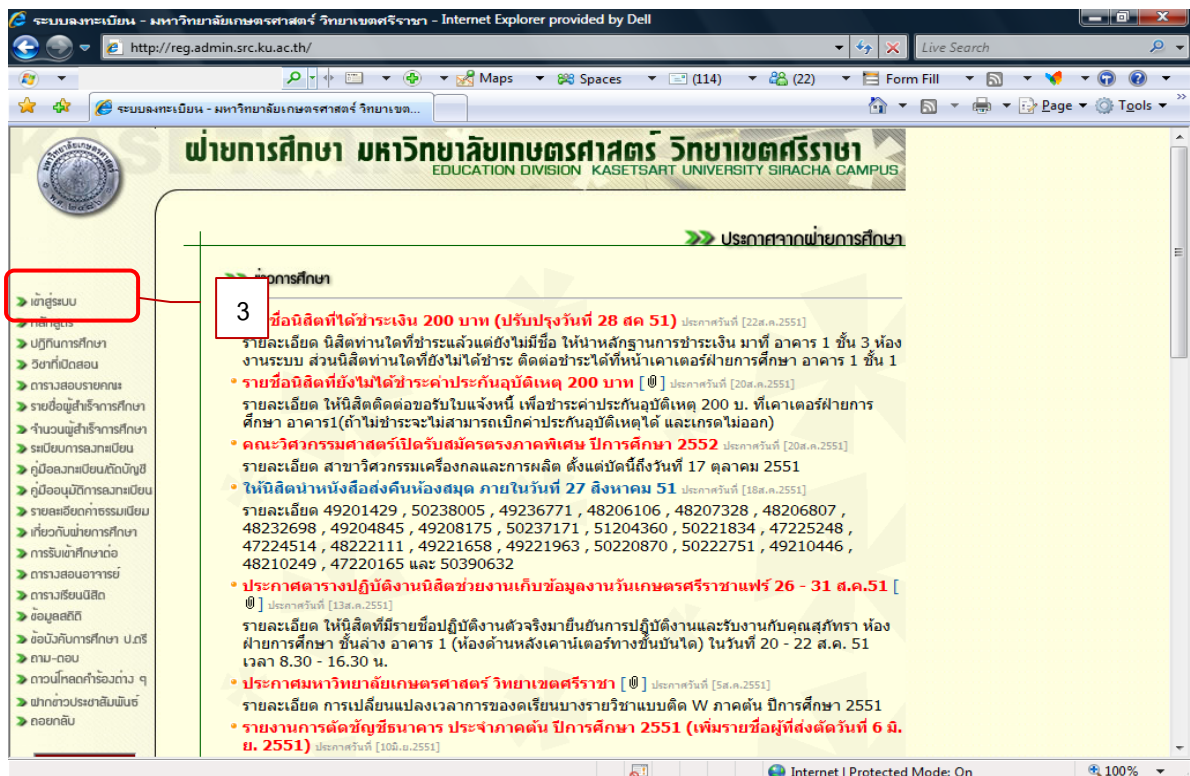 ระบบลงทะเบียน - มหาวิทยาลัยเกษตรศาสตร์ วิทยาเขตศรีราชา - Internet Explorer provided by Dell
http://reg.admin.src.ku.ac.th/
Live Search
Maps Spaces (114) (22) Form Fill
ระบบลงทะเบียน - มหาวิทยาลัยเกษตรศาสตร์ วิทยาเขต...
Page Tools
ฝ่ายการศึกษา มหาวิทยาลัยเกษตรศาสตร์ วิทยาเขตศรีราชา
EDUCATION DIVISION KASETSART UNIVERSITY SIRACHA CAMPUS
ประกาศจากฝ่ายการศึกษา
ข่าวการศึกษา
3
เข้าสู่ระบบ
หลักสูตร
ปฏิทินการศึกษา
วิชาที่เปิดสอน
ตารางสอบรายคณะ
รายชื่อผู้สำเร็จการศึกษา
จำนวนผู้สำเร็จการศึกษา
ระเบียบการลงทะเบียน
คู่มือลงทะเบียน/ตัดบัญชี
คู่มืออนุมัติการลงทะเบียน
รายละเอียดค่าธรรมเนียม
เกี่ยวกับฝ่ายการศึกษา
การรับเข้าศึกษาต่อ
ตารางสอนอาจารย์
ตารางเรียนนิสิต
ข้อมูลสถิติ
ข้อบังคับการศึกษา ป.ตรี
ถาม-ตอบ
ดาวน์โหลดคำร้องต่าง ๆ
ฝากข่าวประชาสัมพันธ์
ถอยกลับ
ชื่อนิสิตที่ได้ชำระเงิน 200 บาท (ปรับปรุงวันที่ 28 สค 51) ประกาศวันที่ [22ส.ค.2551]
รายละเอียด นิสิตท่านใดที่ชำระแล้วแต่ยังไม่มีชื่อ ให้นำหลักฐานการชำระเงิน มาที่ อาคาร 1 ชั้น 3 ห้อง
งานระบบ ส่วนนิสิตท่านใดที่ยังไม่ได้ชำระ ติดต่อชำระได้ที่หน้าเคาเตอร์ฝ่ายการศึกษา อาคาร 1 ชั้น 1
รายชื่อนิสิตที่ยังไม่ได้ชำระค่าประกันอุบัติเหตุ 200 บาท [ ] ประกาศวันที่ [20ส.ค.2551]
รายละเอียด ให้นิสิตติดต่อขอรับใบแจ้งหนี้ เพื่อชำระค่าประกันอุบัติเหตุ 200 บ. ที่เคาเตอร์ฝ่ายการ
ศึกษา อาคาร1(ถ้าไม่ชำระจะไม่สามารถเบิกค่าประกันอุบัติเหตุได้ และเกรดไม่ออก)
คณะวิศวกรรมศาสตร์เปิดรับสมัครตรงภาคพิเศษ ปีการศึกษา 2552 ประกาศวันที่ [20ส.ค.2551]
รายละเอียด สาขาวิศวกรรมเครื่องกลและการผลิต ตั้งแต่บัดนี้ถึงวันที่ 17 ตุลาคม 2551
ให้นิสิตนำหนังสือส่งคืนห้องสมุด ภายในวันที่ 27 สิงหาคม 51 ประกาศวันที่ [18ส.ค.2551]
รายละเอียด 49201429 , 50238005 , 49236771 , 48206106 , 48207328 , 48206807 ,
48232698 , 49204845 , 49208175 , 50237171 , 51204360 , 50221834 , 47225248 ,
47224514 , 48222111 , 49221658 , 49221963 , 50220870 , 50222751 , 49210446 ,
48210249 , 47220165 และ 50390632
ประกาศตารางปฏิบัติงานนิสิตช่วยงานเก็บข้อมูลงานวันเกษตรศรีราชาแฟร์ 26 - 31 ส.ค.51 [
] ประกาศวันที่ [13ส.ค.2551]
รายละเอียด ให้นิสิตที่มีรายชื่อปฏิบัติงานตัวจริงมายืนยันการปฏิบัติงานและรับงานกับคุณสุภัทรา ห้อง
ฝ่ายการศึกษา ชั้นล่าง อาคาร 1 (ห้องด้านหลังเคาน์เตอร์ทางขึ้นบันได) ในวันที่ 20 - 22 ส.ค. 51
เวลา 8.30 - 16.30 น.
ประกาศมหาวิทยาลัยเกษตรศาสตร์ วิทยาเขตศรีราชา [ ] ประกาศวันที่ [5ส.ค.2551]
รายละเอียด การเปลี่ยนแปลงเวลาการของดเรียนบางรายวิชาแบบติด W ภาคต้น ปีการศึกษา 2551
รายงานการตัดบัญชีธนาคาร ประจำภาคต้น ปีการศึกษา 2551 (เพิ่มรายชื่อผู้ที่ส่งตัดวันที่ 6 มิ.
ย. 2551) ประกาศวันที่ [10มิ.ย.2551]
Internet | Protected Mode: On
100%